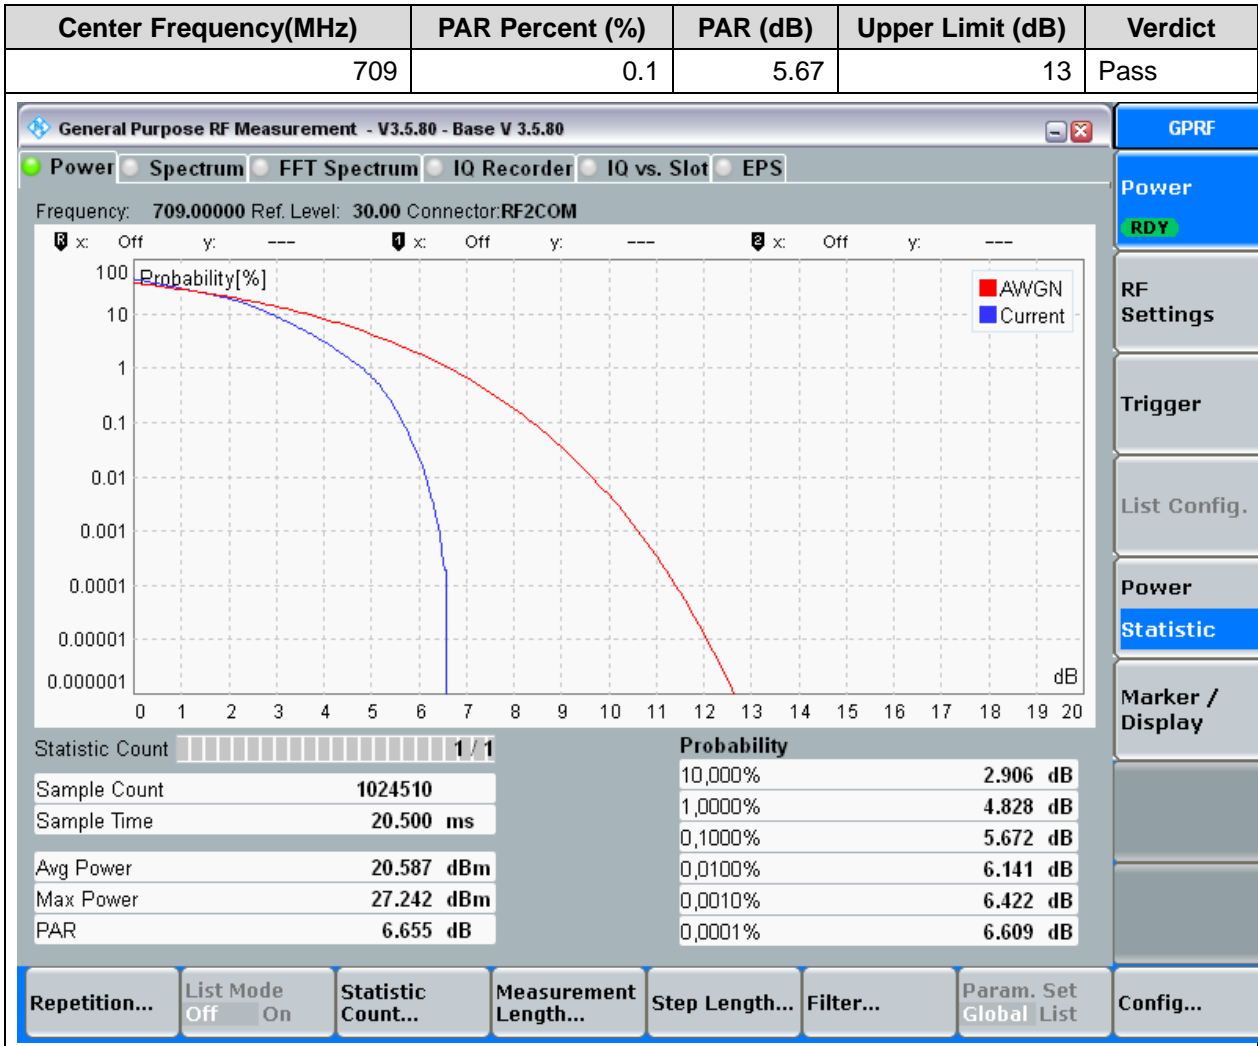 Center Frequency(MHz) PAR Percent (%) PAR (dB) Upper Limit (dB) Verdict
709 0.1 5.67 13 Pass
General Purpose RF Measurement - V3.5.80 - Base V 3.5.80
GPRF
Power Spectrum FFT Spectrum IQ Recorder IQ vs. Slot EPS
Frequency: 709.00000 Ref. Level: 30.00 Connector:RF2COM
R x: Off y: --- 1 x: Off y: --- 2 x: Off y: ---
Probability[%]
AWGN
Current
100
10
1
0.1
0.01
0.001
0.0001
0.00001
0.000001
dB
0 1 2 3 4 5 6 7 8 9 10 11 12 13 14 15 16 17 18 19 20
Statistic Count 1 / 1
Sample Count 1024510
Sample Time 20.500 ms
Avg Power 20.587 dBm
Max Power 27.242 dBm
PAR 6.655 dB
Probability
10,000% 2.906 dB
1,0000% 4.828 dB
0,1000% 5.672 dB
0,0100% 6.141 dB
0,0010% 6.422 dB
0,0001% 6.609 dB
Power
RDY
RF
Settings
Trigger
List Config.
Power
Statistic
Marker /
Display
Repetition...
List Mode
Off On
Statistic
Count...
Measurement
Length...
Step Length...
Filter...
Param. Set
Global List
Config...